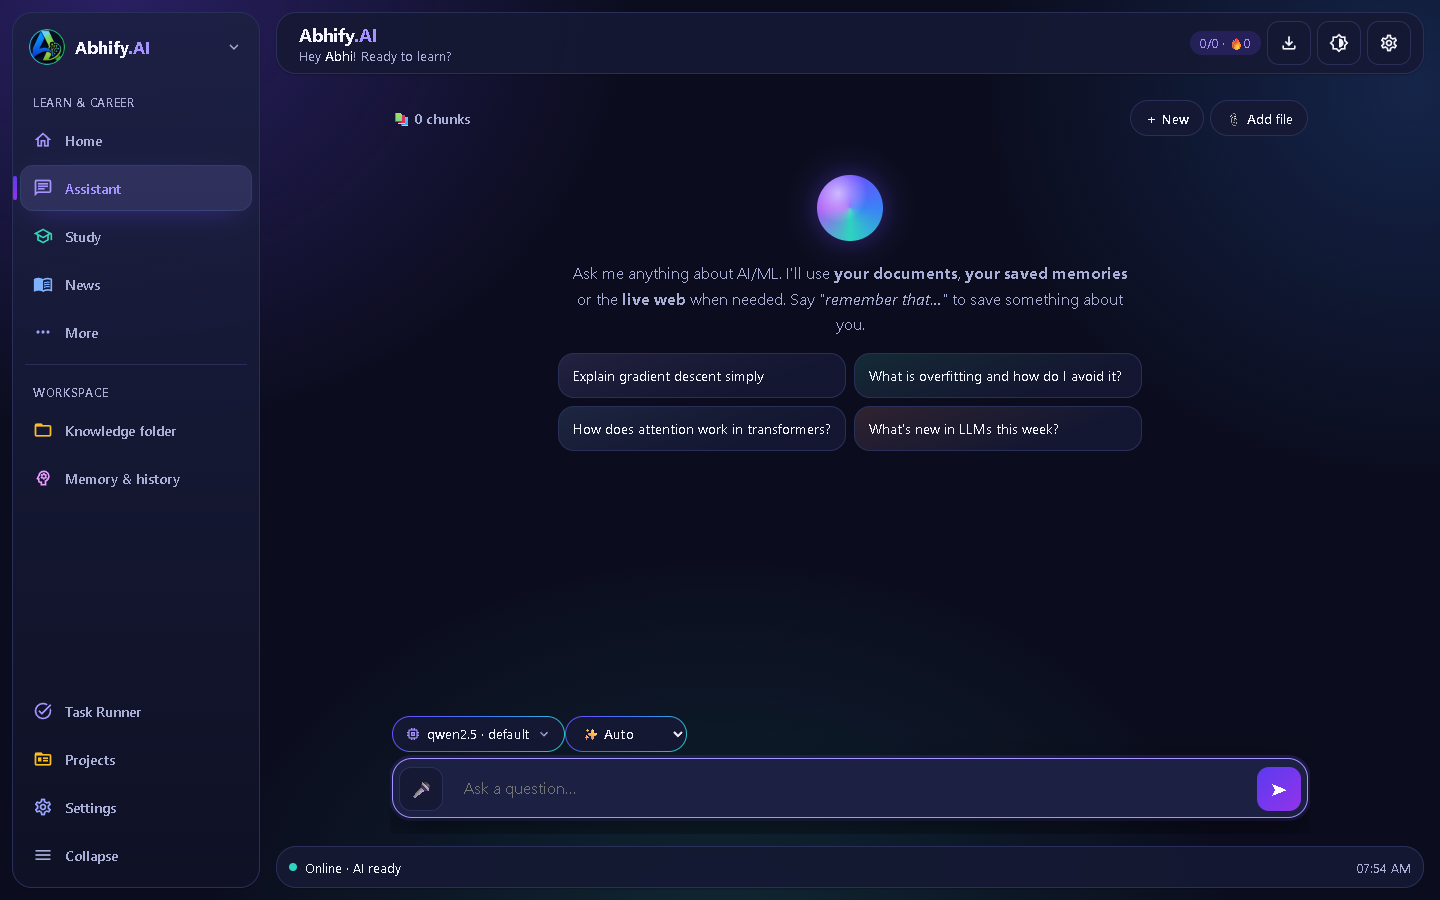 Abhify.AI
LEARN & CAREER
Home
Assistant
Study
News
More
WORKSPACE
Knowledge folder
Memory & history
Task Runner
Projects
Settings
Collapse
Abhify.AI
Hey Abhi! Ready to learn?
0/0 · 🔥0
0 chunks
+ New
Add file
Ask me anything about AI/ML. I'll use your documents, your saved memories
or the live web when needed. Say "remember that..." to save something about
you.
Explain gradient descent simply
What is overfitting and how do I avoid it?
How does attention work in transformers?
What's new in LLMs this week?
qwen2.5 · default
✨ Auto
Ask a question...
Online · AI ready
07:54 AM